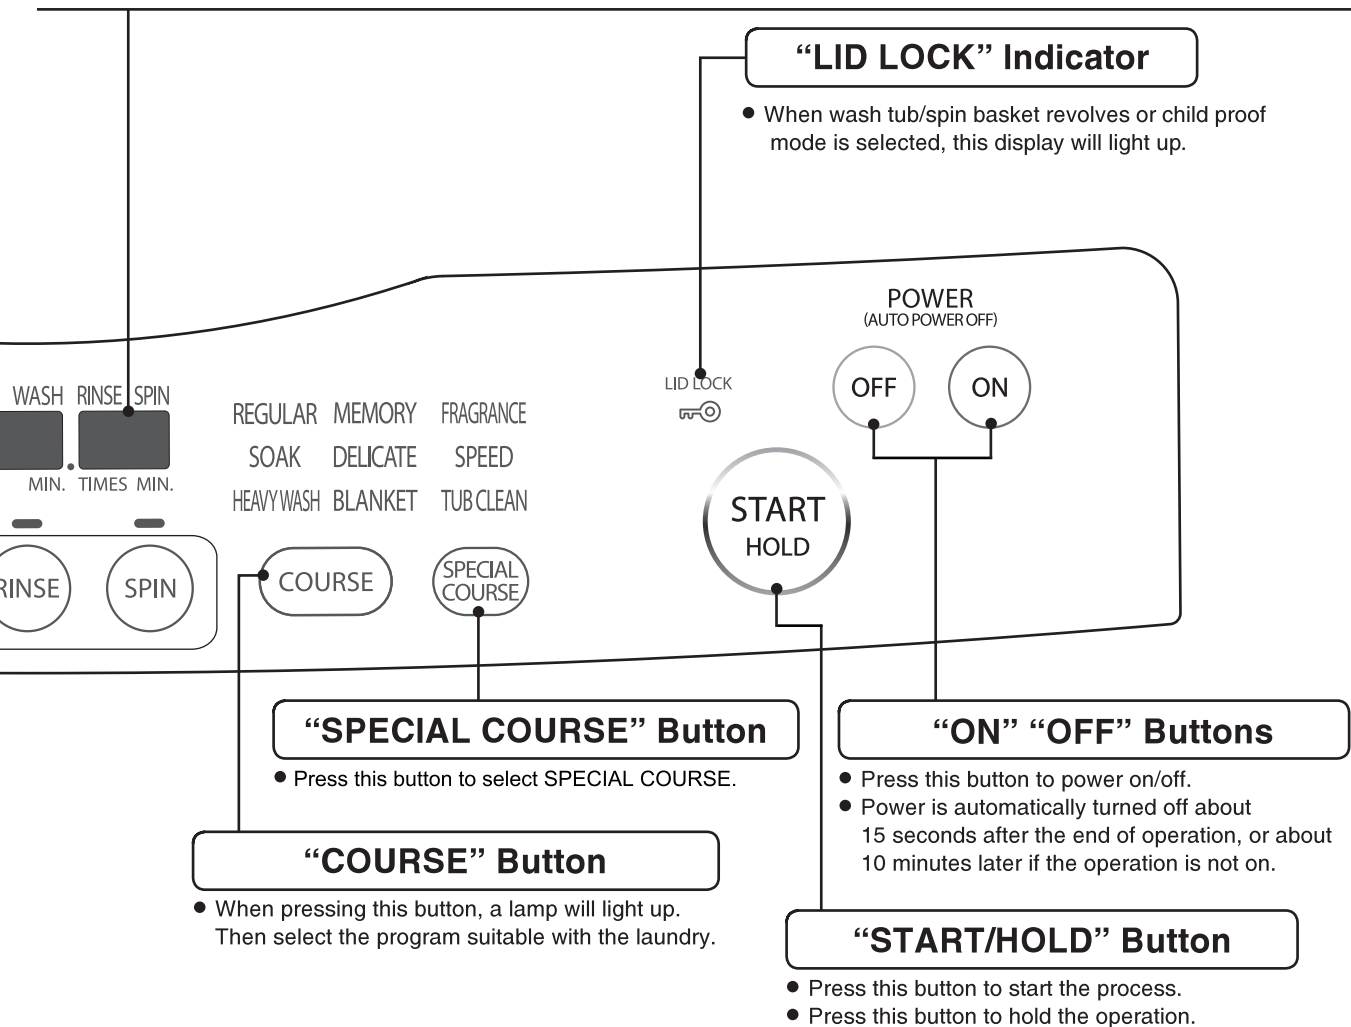 “LID LOCK” Indicator
● When wash tub/spin basket revolves or child proof
mode is selected, this display will light up.
POWER
(AUTO POWER OFF)
OFF ON
LID LOCK
WASH RINSE SPIN
MIN. TIMES MIN.
REGULAR MEMORY FRAGRANCE
SOAK DELICATE SPEED
HEAVY WASH BLANKET TUB CLEAN
START
HOLD
RINSE SPIN COURSE SPECIAL
COURSE
“SPECIAL COURSE” Button
● Press this button to select SPECIAL COURSE.
“ON” “OFF” Buttons
● Press this button to power on/off.
● Power is automatically turned off about
15 seconds after the end of operation, or about
10 minutes later if the operation is not on.
“COURSE” Button
● When pressing this button, a lamp will light up.
Then select the program suitable with the laundry.
“START/HOLD” Button
● Press this button to start the process.
● Press this button to hold the operation.